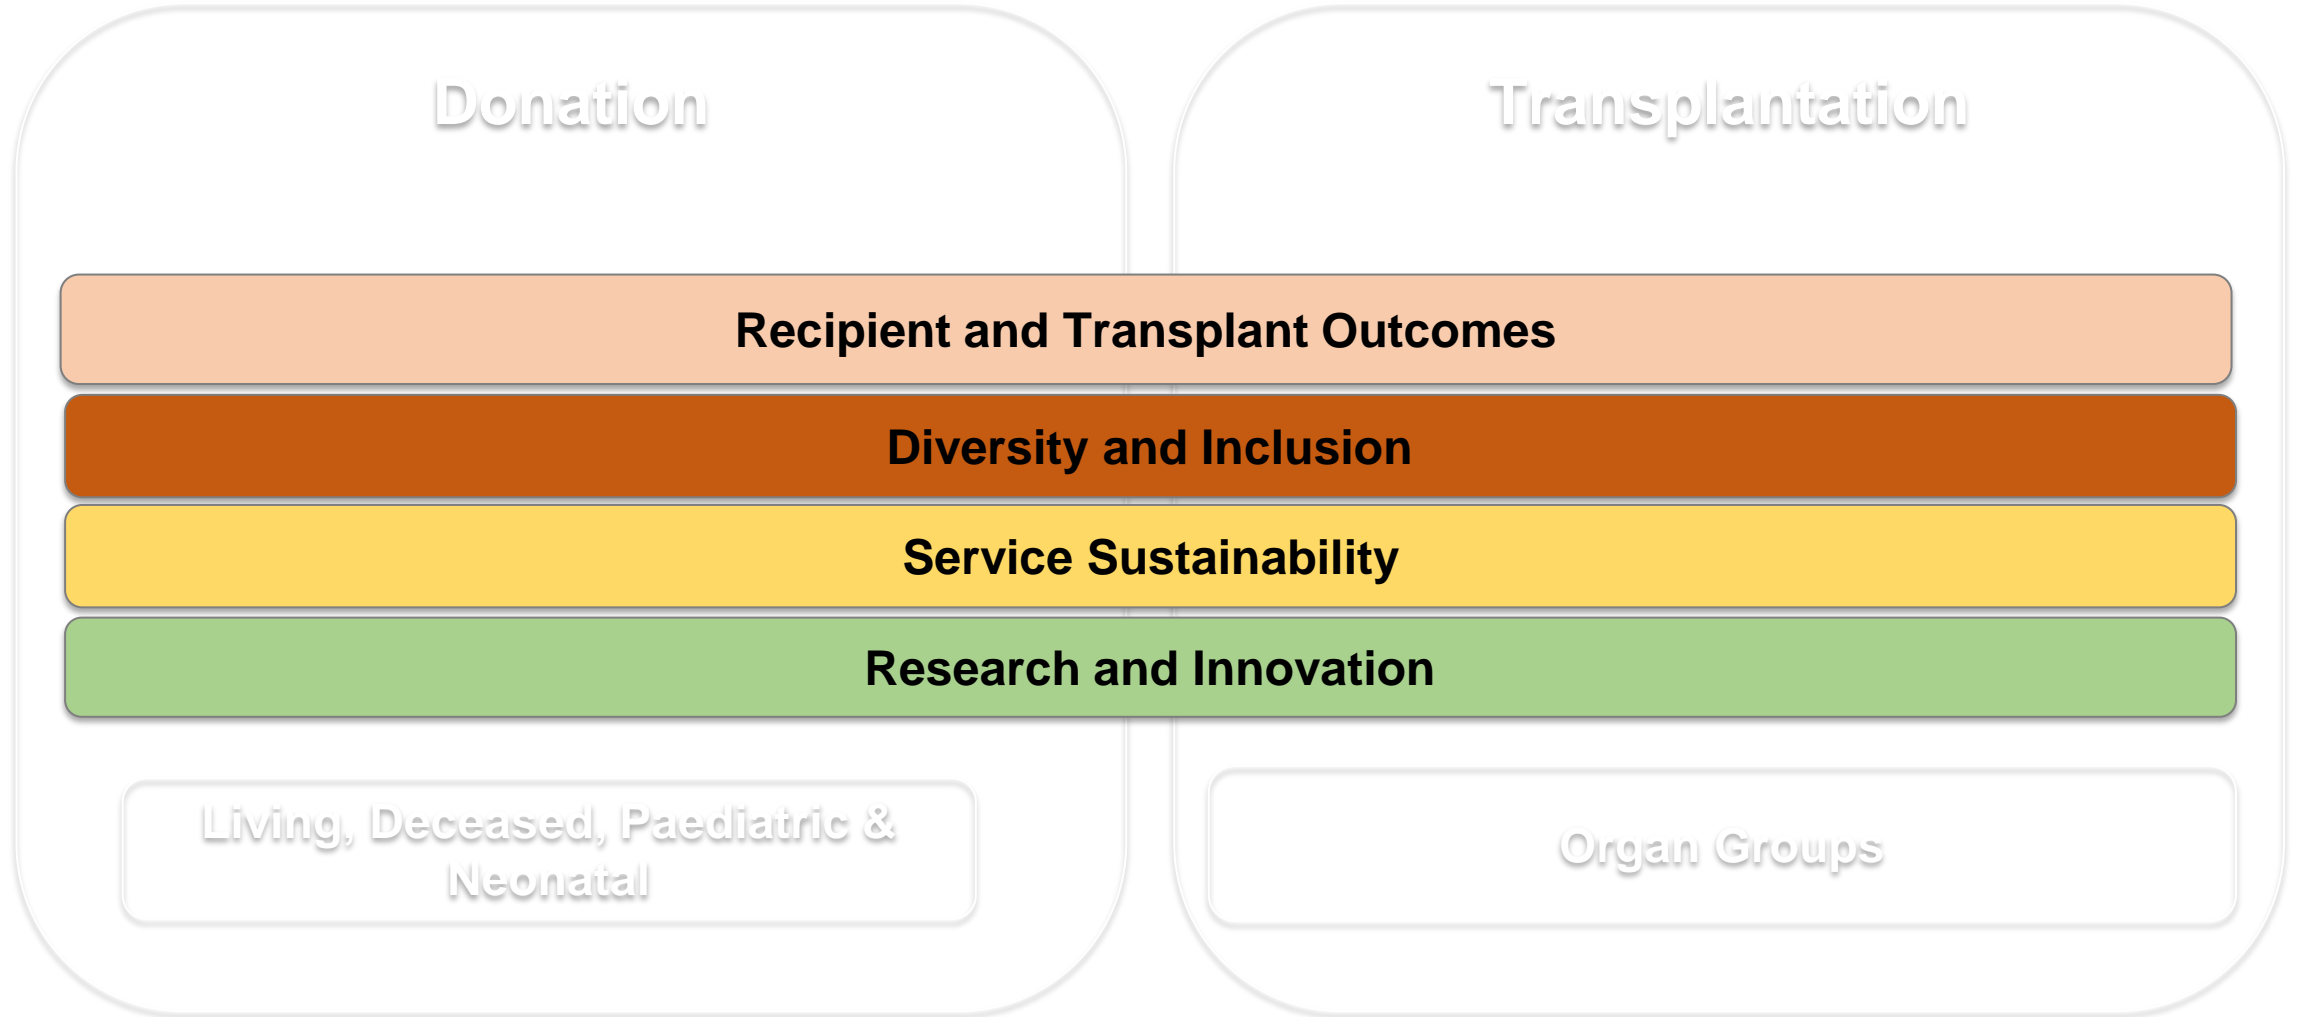 Donation
Transplantation
Recipient and Transplant Outcomes
Diversity and Inclusion
Service Sustainability
Research and Innovation
Living, Deceased, Paediatric &
Neonatal
Organ Groups